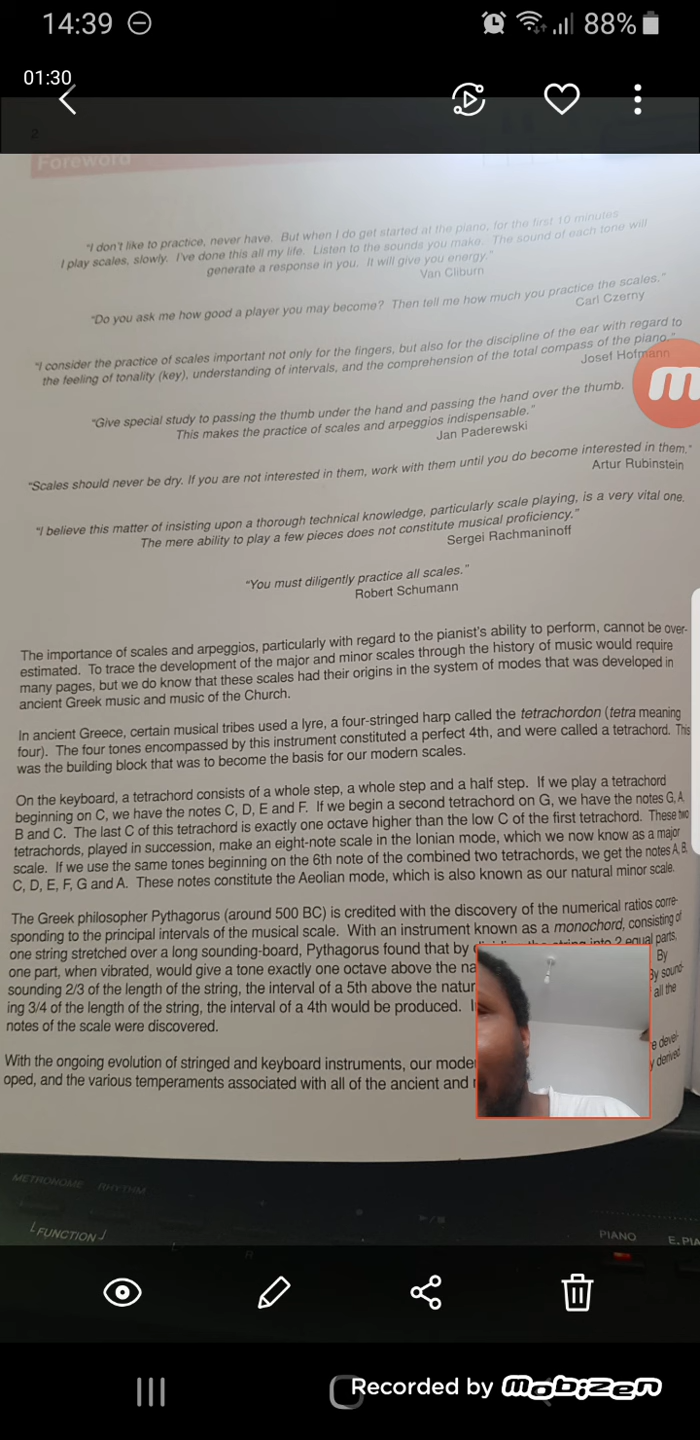 14:39 88%
01:30
2
Foreword
"I don't like to practice, never have. But when I do get started at the piano, for the first 10 minutes
I play scales, slowly. I've done this all my life. Listen to the sounds you make. The sound of each tone will
generate a response in you. It will give you energy."
Van Cliburn
"Do you ask me how good a player you may become? Then tell me how much you practice the scales."
Carl Czerny
"I consider the practice of scales important not only for the fingers, but also for the discipline of the ear with regard to
the feeling of tonality (key), understanding of intervals, and the comprehension of the total compass of the piano."
Josef Hofmann
"Give special study to passing the thumb under the hand and passing the hand over the thumb.
This makes the practice of scales and arpeggios indispensable."
Jan Paderewski
"Scales should never be dry. If you are not interested in them, work with them until you do become interested in them."
Artur Rubinstein
"I believe this matter of insisting upon a thorough technical knowledge, particularly scale playing, is a very vital one.
The mere ability to play a few pieces does not constitute musical proficiency."
Sergei Rachmaninoff
"You must diligently practice all scales."
Robert Schumann
The importance of scales and arpeggios, particularly with regard to the pianist's ability to perform, cannot be over-
estimated. To trace the development of the major and minor scales through the history of music would require
many pages, but we do know that these scales had their origins in the system of modes that was developed in
ancient Greek music and music of the Church.
In ancient Greece, certain musical tribes used a lyre, a four-stringed harp called the tetrachordon (tetra meaning
four). The four tones encompassed by this instrument constituted a perfect 4th, and were called a tetrachord. This
was the building block that was to become the basis for our modern scales.
On the keyboard, a tetrachord consists of a whole step, a whole step and a half step. If we play a tetrachord
beginning on C, we have the notes C, D, E and F. If we begin a second tetrachord on G, we have the notes G, A
B and C. The last C of this tetrachord is exactly one octave higher than the low C of the first tetrachord. These two
tetrachords, played in succession, make an eight-note scale in the Ionian mode, which we now know as a major
scale. If we use the same tones beginning on the 6th note of the combined two tetrachords, we get the notes A, B,
C, D, E, F, G and A. These notes constitute the Aeolian mode, which is also known as our natural minor scale.
The Greek philosopher Pythagorus (around 500 BC) is credited with the discovery of the numerical ratios corre-
sponding to the principal intervals of the musical scale. With an instrument known as a monochord, consisting of
one string stretched over a long sounding-board, Pythagorus found that by dividing the string into 2 equal parts,
one part, when vibrated, would give a tone exactly one octave above the na By
sounding 2/3 of the length of the string, the interval of a 5th above the natur By sound-
ing 3/4 of the length of the string, the interval of a 4th would be produced. all the
notes of the scale were discovered.
With the ongoing evolution of stringed and keyboard instruments, our mode e devel-
oped, and the various temperaments associated with all of the ancient and y derived
METRONOME RHYTHM
FUNCTION
PIANO E.PIA
Recorded by Mobizen